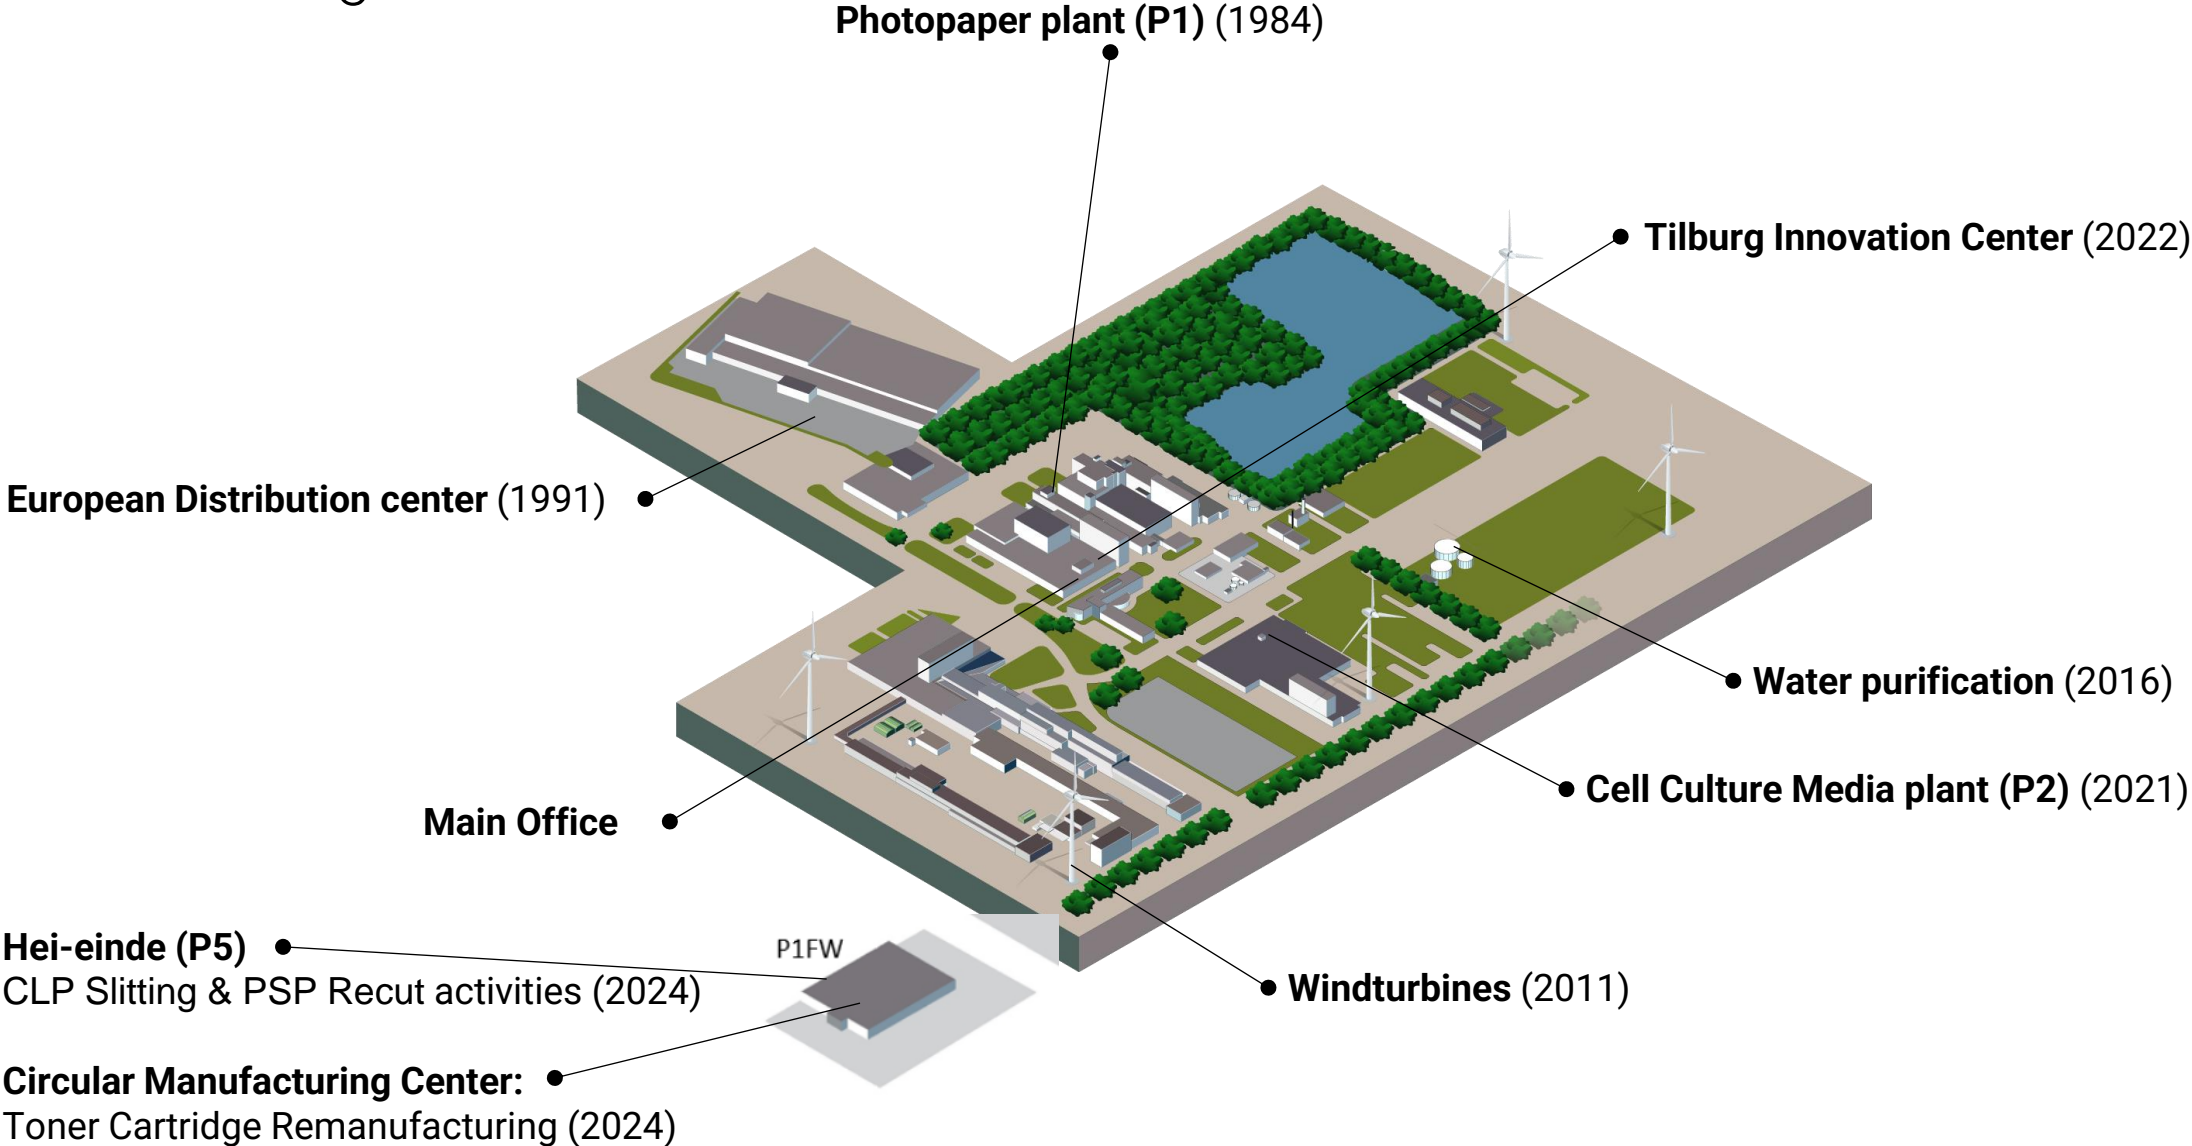 Photopaper plant (P1) (1984)
Tilburg Innovation Center (2022)
European Distribution center (1991)
Water purification (2016)
Cell Culture Media plant (P2) (2021)
Main Office
Hei-einde (P5)
CLP Slitting & PSP Recut activities (2024)
P1FW
Windturbines (2011)
Circular Manufacturing Center:
Toner Cartridge Remanufacturing (2024)